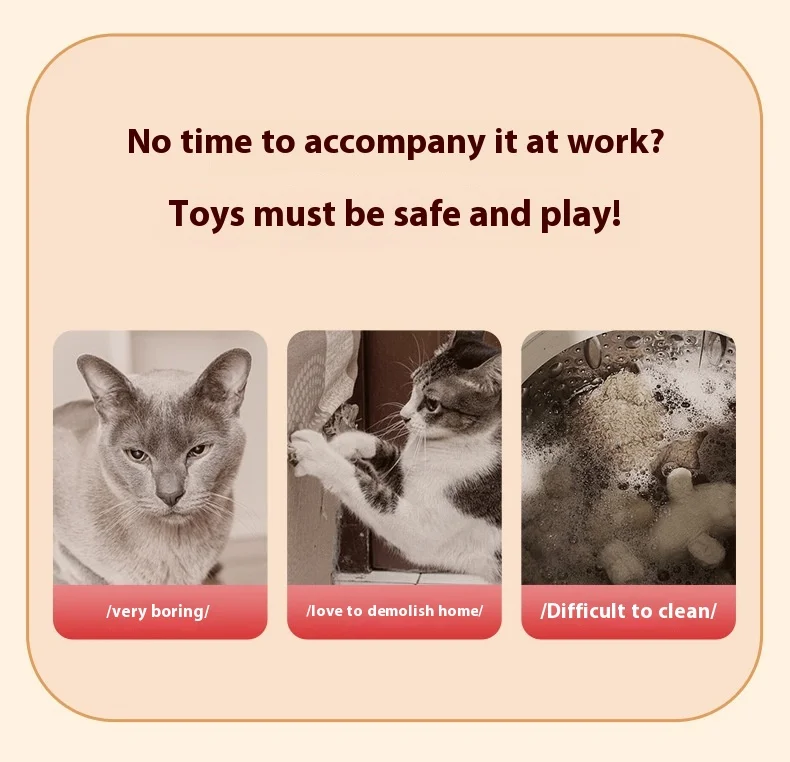 No time to accompany it at work?
Toys must be safe and play!
/very boring/
/love to demolish home/
/Difficult to clean/